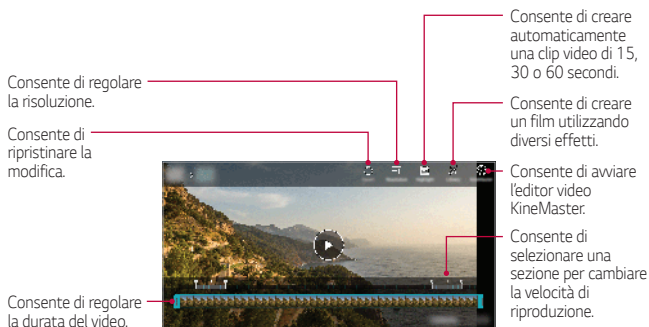 Consente di creare
automaticamente
una clip video di 15,
30 o 60 secondi.
Consente di regolare
la risoluzione.
Consente di creare
un film utilizzando
diversi effetti.
Consente di
ripristinare la
modifica.
Consente di avviare
l'editor video
KineMaster.
Consente di
selezionare una
sezione per cambiare
la velocità di
riproduzione.
Consente di regolare
la durata del video.